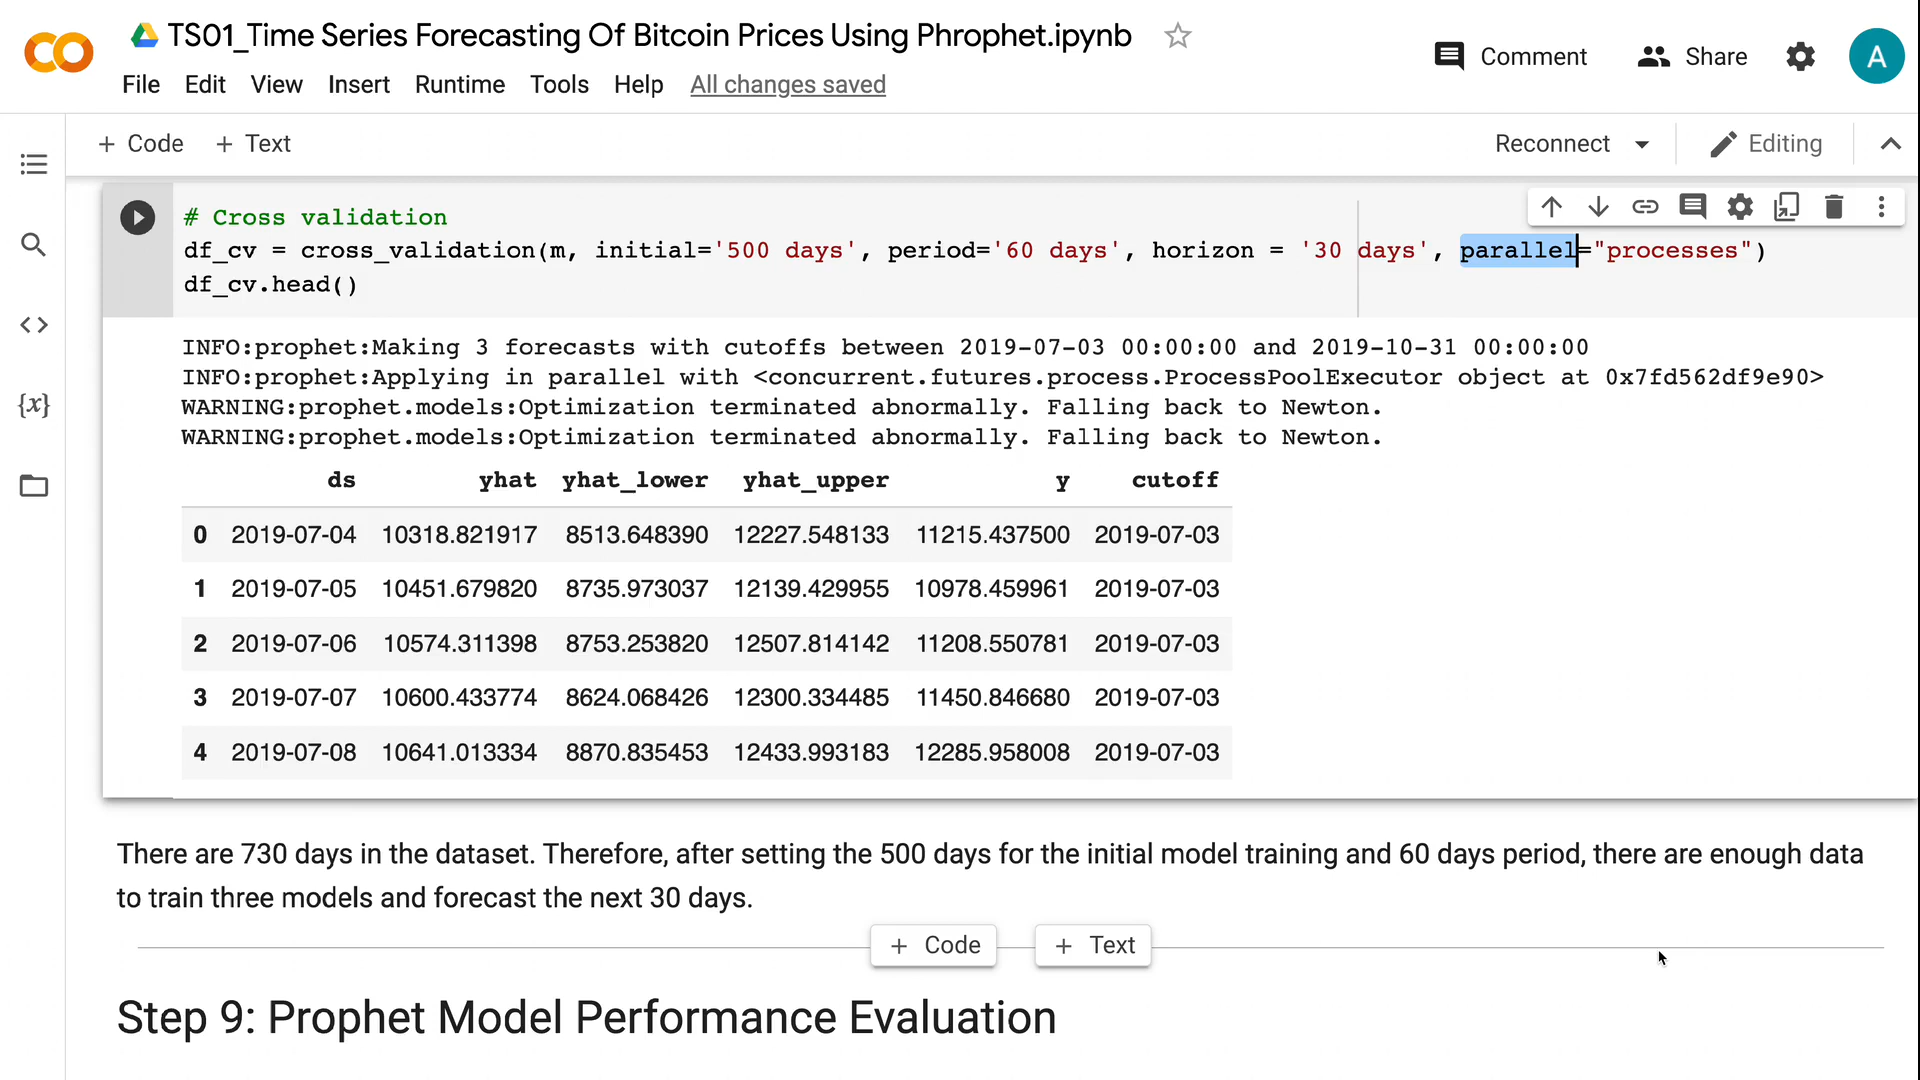 TS01_Time Series Forecasting Of Bitcoin Prices Using Phrophet.ipynb
Comment
Share
A
File Edit View Insert Runtime Tools Help All changes saved
+ Code + Text
Reconnect
Editing
# Cross validation
df_cv = cross_validation(m, initial='500 days', period='60 days', horizon = '30 days', parallel="processes")
df_cv.head()
{x}
INFO:prophet:Making 3 forecasts with cutoffs between 2019-07-03 00:00:00 and 2019-10-31 00:00:00
INFO:prophet:Applying in parallel with <concurrent.futures.process.ProcessPoolExecutor object at 0x7fd562df9e90>
WARNING:prophet.models:Optimization terminated abnormally. Falling back to Newton.
WARNING:prophet.models:Optimization terminated abnormally. Falling back to Newton.
ds yhat yhat_lower yhat_upper y cutoff
0 2019-07-04 10318.821917 8513.648390 12227.548133 11215.437500 2019-07-03
1 2019-07-05 10451.679820 8735.973037 12139.429955 10978.459961 2019-07-03
2 2019-07-06 10574.311398 8753.253820 12507.814142 11208.550781 2019-07-03
3 2019-07-07 10600.433774 8624.068426 12300.334485 11450.846680 2019-07-03
4 2019-07-08 10641.013334 8870.835453 12433.993183 12285.958008 2019-07-03
There are 730 days in the dataset. Therefore, after setting the 500 days for the initial model training and 60 days period, there are enough data
to train three models and forecast the next 30 days.
+ Code + Text
Step 9: Prophet Model Performance Evaluation